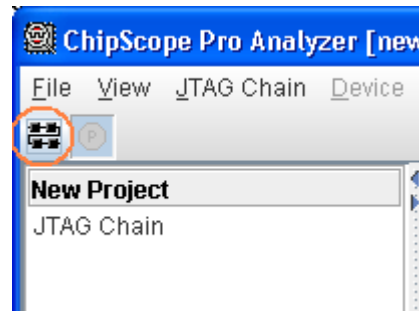 ChipScope Pro Analyzer [new
File View JTAG Chain Device
P
New Project
JTAG Chain